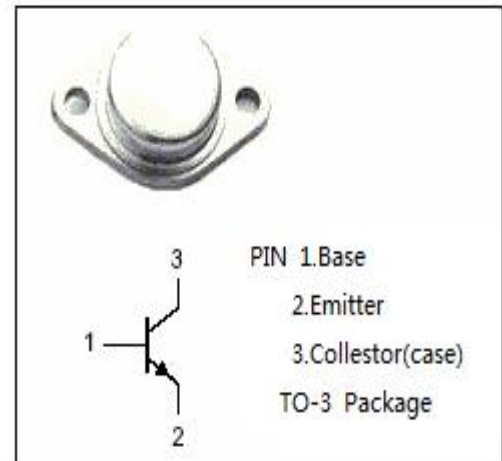 3
PIN 1.Base
2.Emitter
1
3.Collestor(case)
TO-3 Package
2